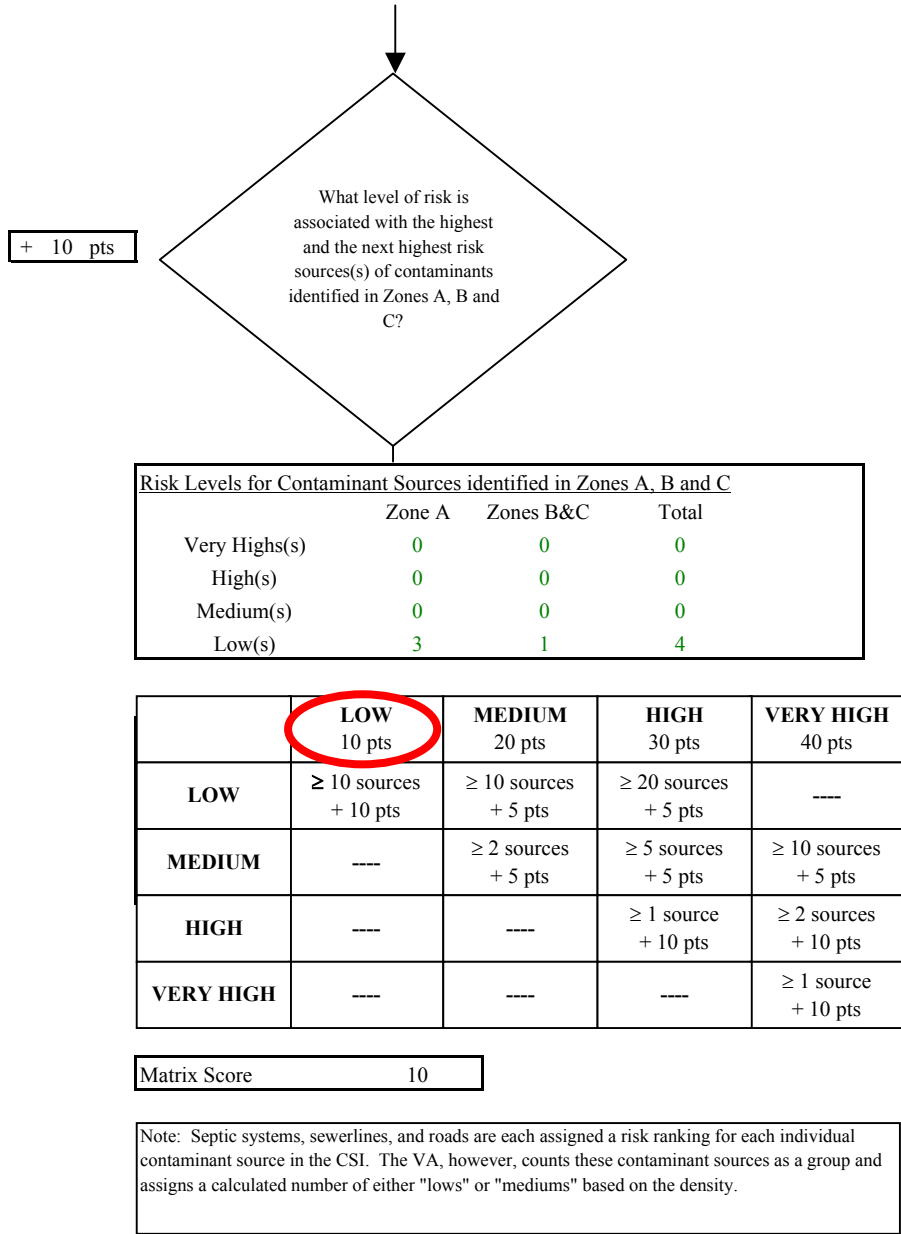 What level of risk is
associated with the highest
and the next highest risk
sources(s) of contaminants
identified in Zones A, B and
C?
+ 10 pts
Risk Levels for Contaminant Sources identified in Zones A, B and C
Zone A Zones B&C Total
Very Highs(s) 0 0 0
High(s) 0 0 0
Medium(s) 0 0 0
Low(s) 3 1 4
LOW MEDIUM HIGH VERY HIGH
10 pts 20 pts 30 pts 40 pts
LOW ≥ 10 sources ≥ 10 sources ≥ 20 sources ----
+ 10 pts + 5 pts + 5 pts
MEDIUM ---- ≥ 2 sources ≥ 5 sources ≥ 10 sources
+ 5 pts + 5 pts + 5 pts
HIGH ---- ---- ≥ 1 source ≥ 2 sources
+ 10 pts + 10 pts
VERY HIGH ---- ---- ---- ≥ 1 source
+ 10 pts
Matrix Score 10
Note: Septic systems, sewerlines, and roads are each assigned a risk ranking for each individual
contaminant source in the CSI. The VA, however, counts these contaminant sources as a group and
assigns a calculated number of either "lows" or "mediums" based on the density.